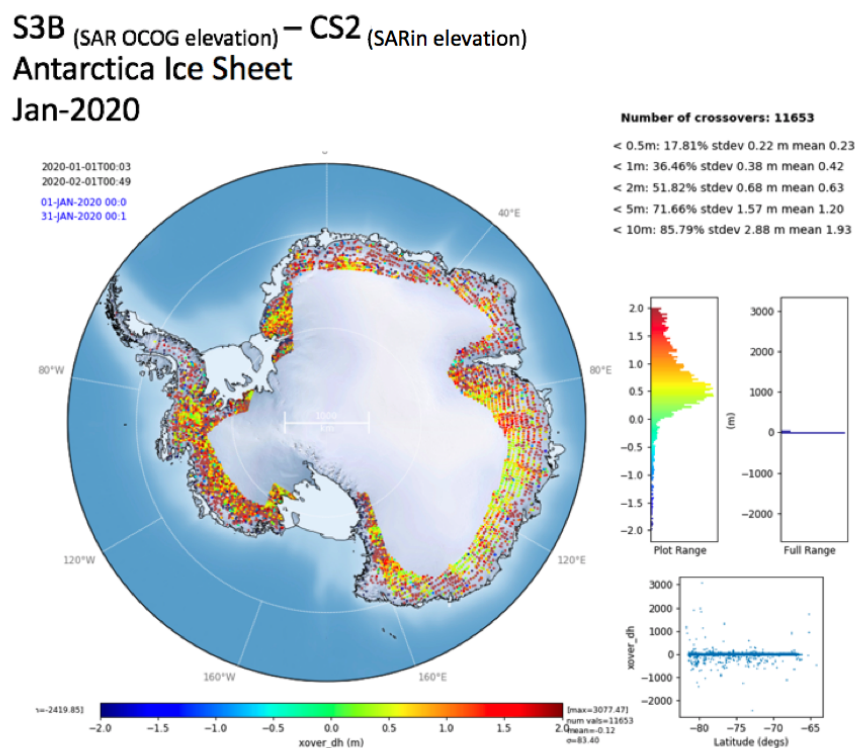 S3B (SAR OCOG elevation) – CS2 (SARin elevation)
Antarctica Ice Sheet
Jan-2020
Number of crossovers: 11653
< 0.5m: 17.81% stdev 0.22 m mean 0.23
< 1m: 36.46% stdev 0.38 m mean 0.42
< 2m: 51.82% stdev 0.68 m mean 0.63
< 5m: 71.66% stdev 1.57 m mean 1.20
< 10m: 85.79% stdev 2.88 m mean 1.93
2020-01-01T00:03
2020-02-01T00:49
01-JAN-2020 00:0
31-JAN-2020 00:1
40°E
80°W
80°E
1000
km
120°W
120°E
160°W
160°E
2.0
1.5
1.0
0.5
0.0
−0.5
−1.0
−1.5
−2.0
Plot Range
(m)
3000
2000
1000
0
−1000
−2000
Full Range
xover_dh
3000
2000
1000
0
−1000
−2000
−80
−75
−70
−65
Latitude (degs)
ı=-2419.85]
−2.0
−1.5
−1.0
−0.5
0.0
0.5
1.0
1.5
2.0
xover_dh (m)
[max=3077.47]
num vals=11653
mean=-0.12
σ=83.40